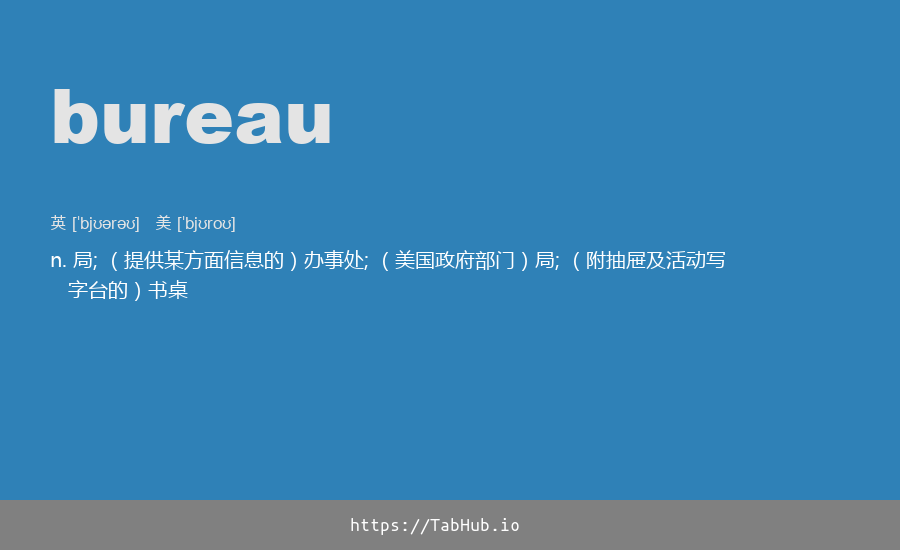 bureau
英 [ˈbjʊərəʊ] 美 [ˈbjʊroʊ]
n. 局; （提供某方面信息的）办事处; （美国政府部门）局; （附抽屉及活动写
字台的）书桌
https://TabHub.io